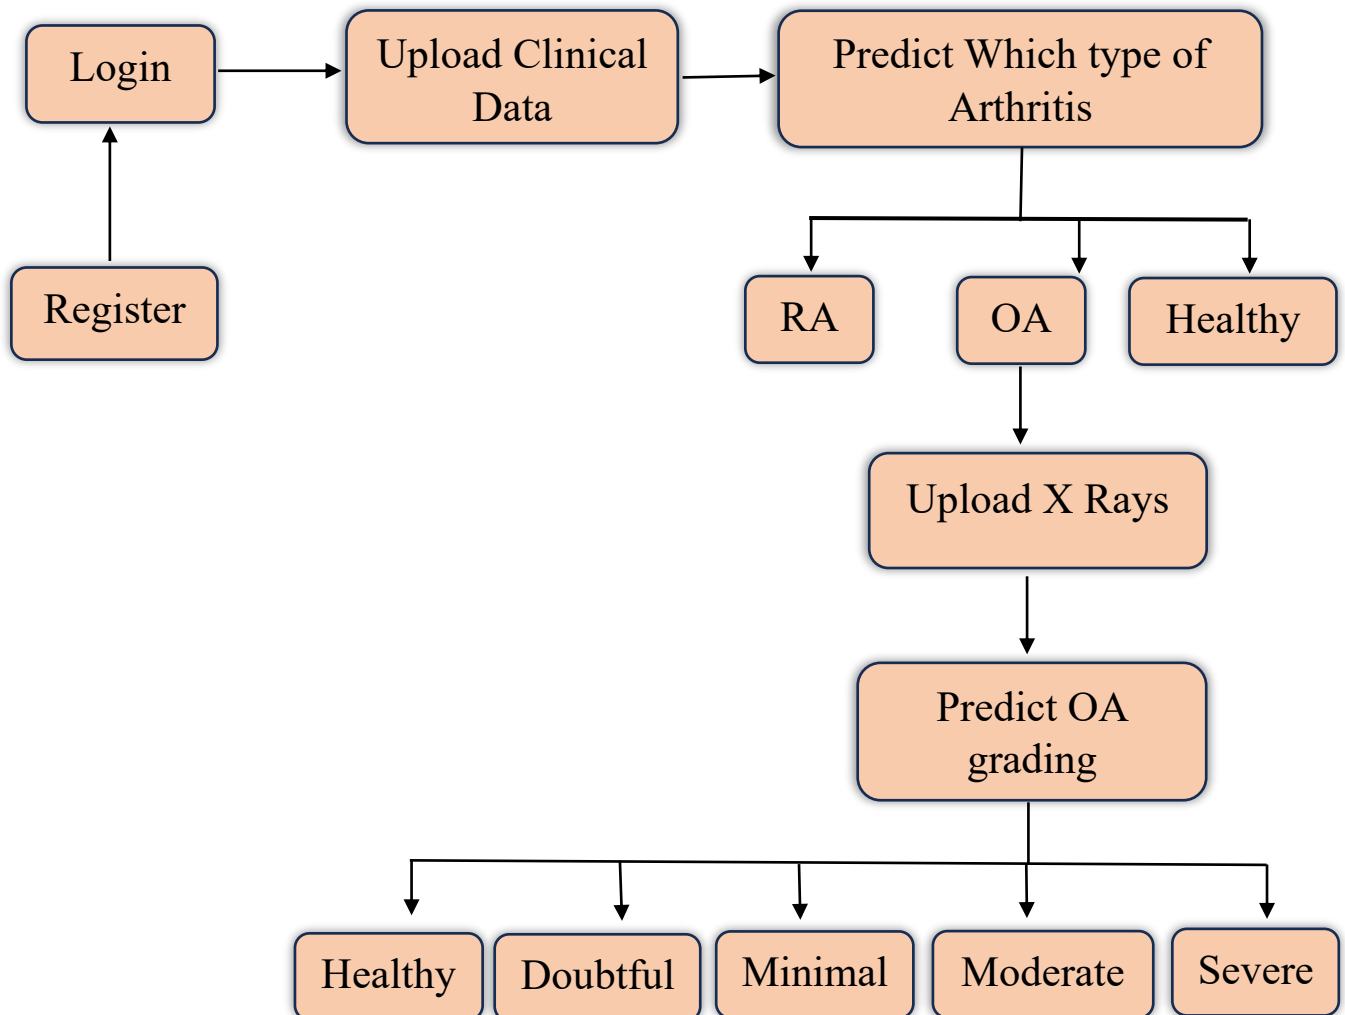 Login
Upload Clinical
Data
Predict Which type of
Arthritis
Register
RA
OA
Healthy
Upload X Rays
Predict OA
grading
Healthy
Doubtful
Minimal
Moderate
Severe